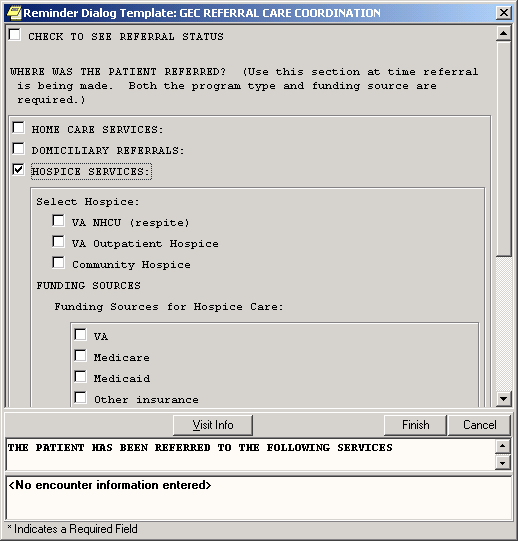 Reminder Dialog Template: GEC REFERRAL CARE COORDINATION
CHECK TO SEE REFERRAL STATUS
WHERE WAS THE PATIENT REFERRED? (Use this section at time referral
is being made. Both the program type and funding source are
required.)
HOME CARE SERVICES:
DOMICILIARY REFERRALS:
HOSPICE SERVICES:
Select Hospice:
VA NHCU (respite)
VA Outpatient Hospice
Community Hospice
FUNDING SOURCES
Funding Sources for Hospice Care:
VA
Medicare
Medicaid
Other insurance
Visit Info
Finish
Cancel
THE PATIENT HAS BEEN REFERRED TO THE FOLLOWING SERVICES
<No encounter information entered>
* Indicates a Required Field